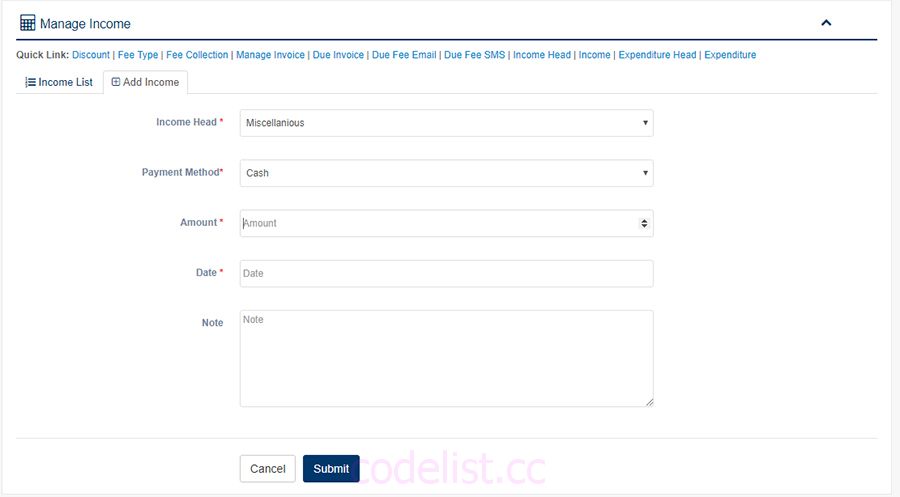 Manage Income
Quick Link: Discount | Fee Type | Fee Collection | Manage Invoice | Due Invoice | Due Fee Email | Due Fee SMS | Income Head | Income | Expenditure Head | Expenditure
Income List Add Income
Income Head * Miscellanious
Payment Method* Cash
Amount * Amount
Date * Date
Note Note
Cancel Submit codelist.cc